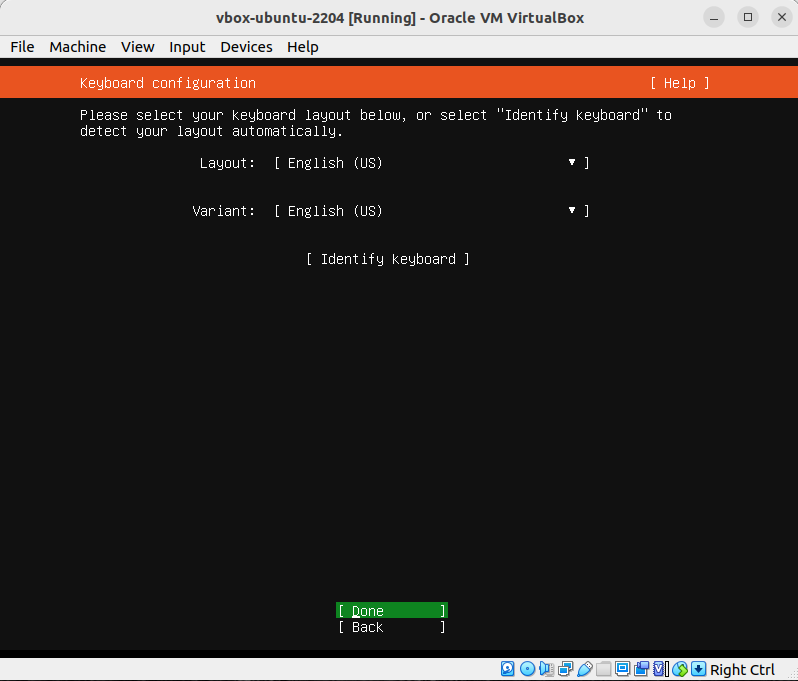 vbox-ubuntu-2204 [Running] - Oracle VM VirtualBox
File Machine View Input Devices Help
Keyboard configuration [ Help ]
Please select your keyboard layout below, or select "Identify keyboard" to
detect your layout automatically.
Layout: [ English (US) ▼ ]
Variant: [ English (US) ▼ ]
[ Identify keyboard ]
[ Done ]
[ Back ]
Right Ctrl